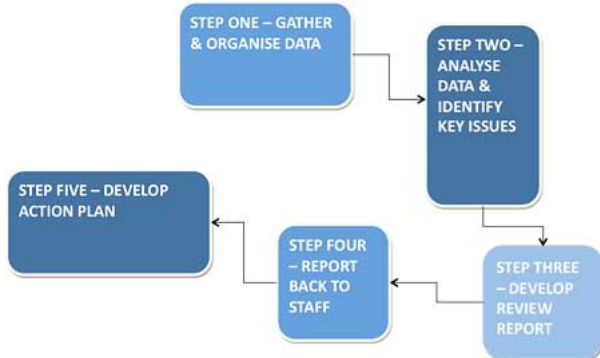 STEP ONE – GATHER
& ORGANISE DATA
STEP TWO –
ANALYSE
DATA &
IDENTIFY
KEY ISSUES
STEP THREE
– DEVELOP
REVIEW
REPORT
STEP FOUR
– REPORT
BACK TO
STAFF
STEP FIVE – DEVELOP
ACTION PLAN